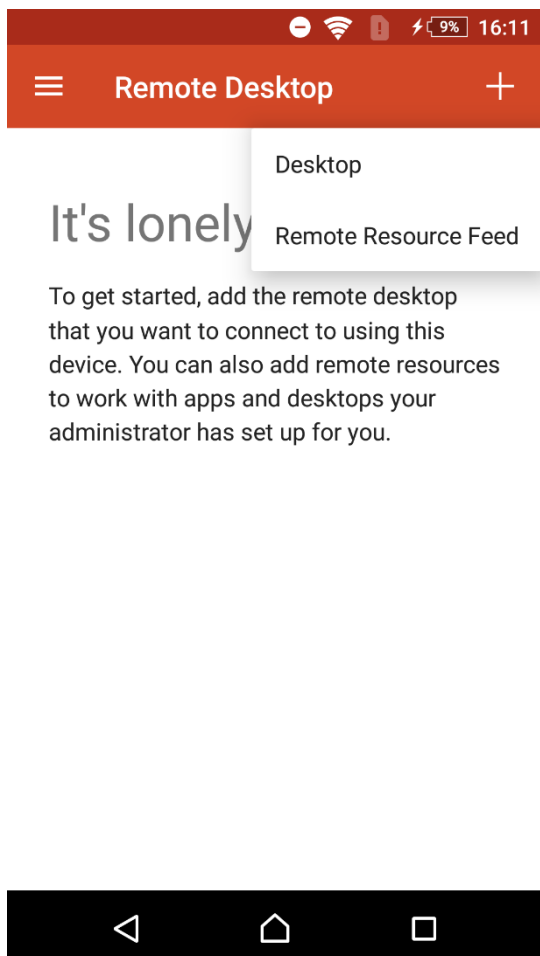 9% 16:11
Remote Desktop
Desktop
Remote Resource Feed
It's lonely
To get started, add the remote desktop
that you want to connect to using this
device. You can also add remote resources
to work with apps and desktops your
administrator has set up for you.